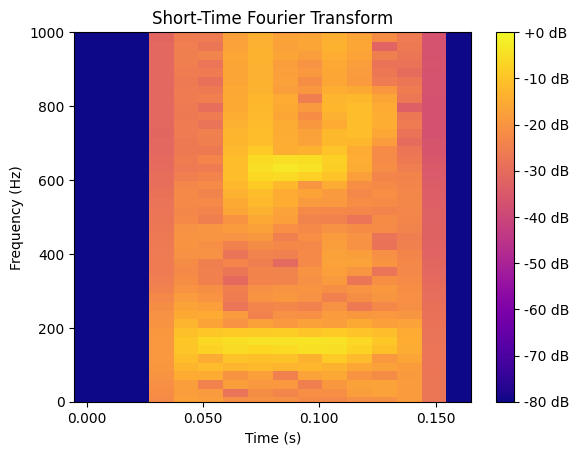 Short-Time Fourier Transform
1000
800
600
400
200
0
Frequency (Hz)
0.000
0.050
0.100
0.150
Time (s)
+0 dB
-10 dB
-20 dB
-30 dB
-40 dB
-50 dB
-60 dB
-70 dB
-80 dB